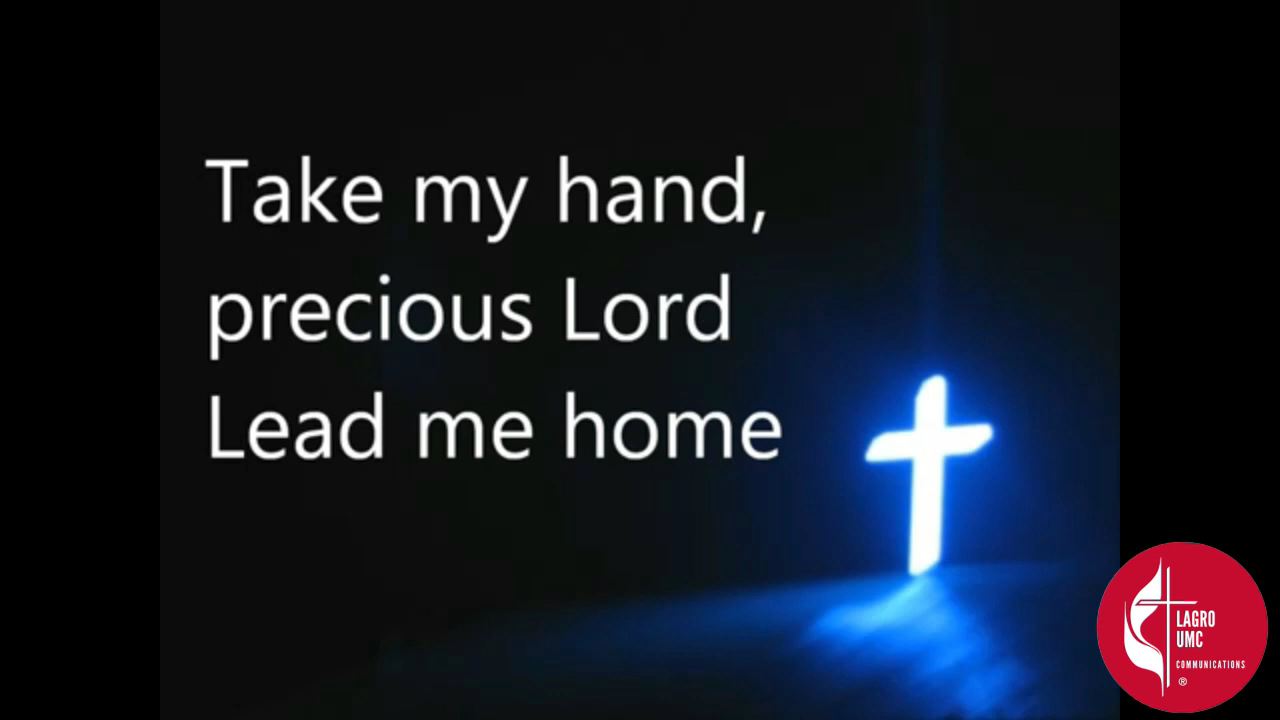 Take my hand,
precious Lord
Lead me home
LAGRO
UMC
COMMUNICATIONS
®